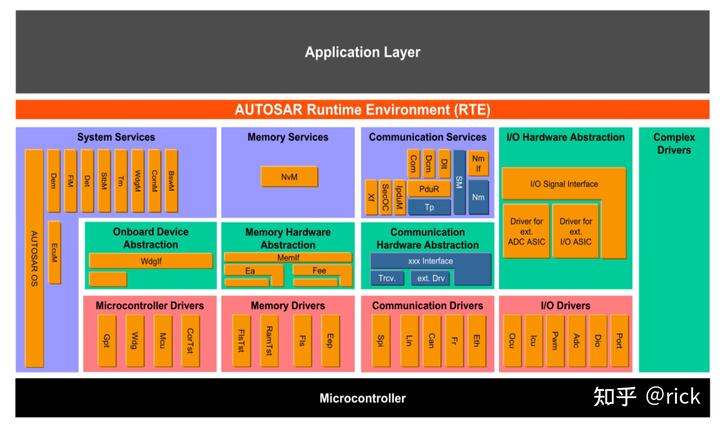 Application Layer
AUTOSAR Runtime Environment (RTE)
System Services
AUTOSAR OS
Dem
FiM
Det
StbM
Tm
WdgM
ComM
BswM
EcuM
Memory Services
NvM
Communication Services
Com
Dcm
Dlt
SM
Nm
If
Xf
SecOC
IpduM
PduR
Tp
Nm
I/O Hardware Abstraction
I/O Signal Interface
Driver for
ext.
ADC ASIC
Driver for
ext.
I/O ASIC
Complex
Drivers
Onboard Device
Abstraction
WdgIf
Memory Hardware
Abstraction
MemIf
Ea
Fee
Communication
Hardware Abstraction
xxx Interface
Trcv.
ext. Drv
Microcontroller Drivers
Gpt
Wdg
Mcu
CorTst
Memory Drivers
FlsTst
RamTst
Fls
Eep
Communication Drivers
Spi
Lin
Can
Fr
Eth
I/O Drivers
Ocu
Icu
Pwm
Adc
Dio
Port
Microcontroller
知乎 @rick